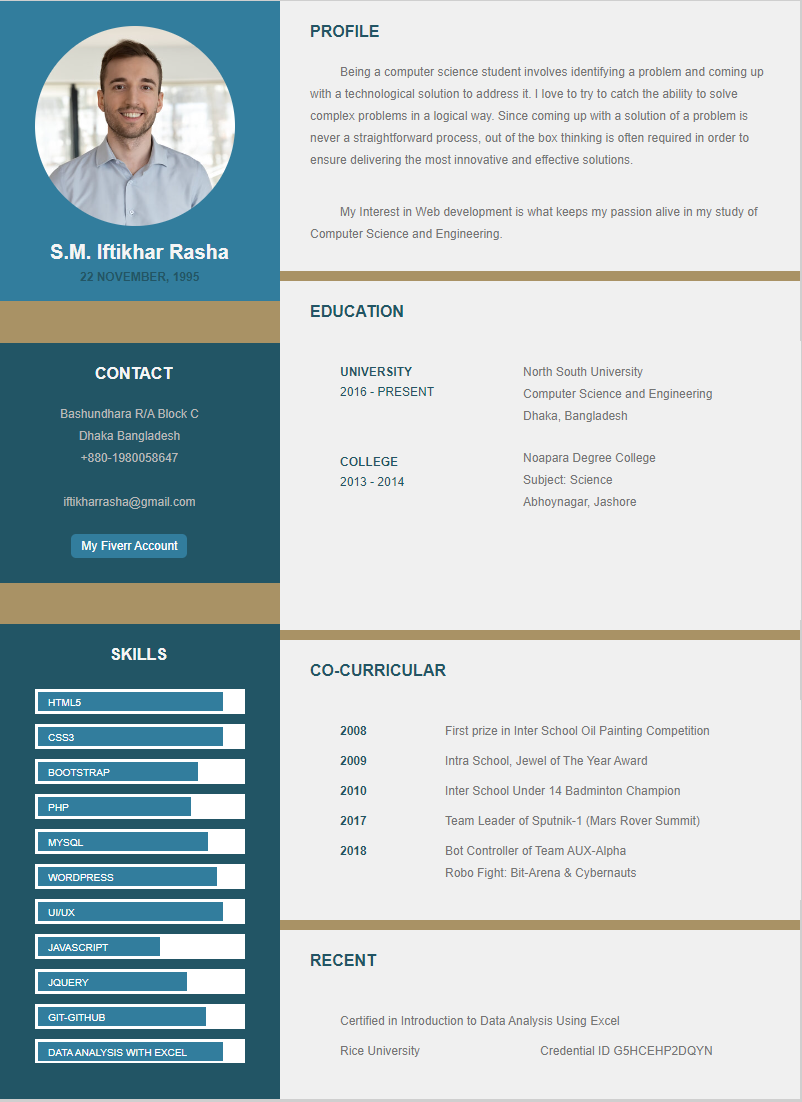 S.M. Iftikhar Rasha
22 NOVEMBER, 1995
CONTACT
Bashundhara R/A Block C
Dhaka Bangladesh
+880-1980058647
iftikharrasha@gmail.com
My Fiverr Account
SKILLS
HTML5
CSS3
BOOTSTRAP
PHP
MYSQL
WORDPRESS
UI/UX
JAVASCRIPT
JQUERY
GIT-GITHUB
DATA ANALYSIS WITH EXCEL
PROFILE
Being a computer science student involves identifying a problem and coming up
with a technological solution to address it. I love to try to catch the ability to solve
complex problems in a logical way. Since coming up with a solution of a problem is
never a straightforward process, out of the box thinking is often required in order to
ensure delivering the most innovative and effective solutions.
My Interest in Web development is what keeps my passion alive in my study of
Computer Science and Engineering.
EDUCATION
UNIVERSITY
2016 - PRESENT
North South University
Computer Science and Engineering
Dhaka, Bangladesh
COLLEGE
2013 - 2014
Noapara Degree College
Subject: Science
Abhoynagar, Jashore
CO-CURRICULAR
2008 First prize in Inter School Oil Painting Competition
2009 Intra School, Jewel of The Year Award
2010 Inter School Under 14 Badminton Champion
2017 Team Leader of Sputnik-1 (Mars Rover Summit)
2018 Bot Controller of Team AUX-Alpha
Robo Fight: Bit-Arena & Cybernauts
RECENT
Certified in Introduction to Data Analysis Using Excel
Rice University Credential ID G5HCEHP2DQYN